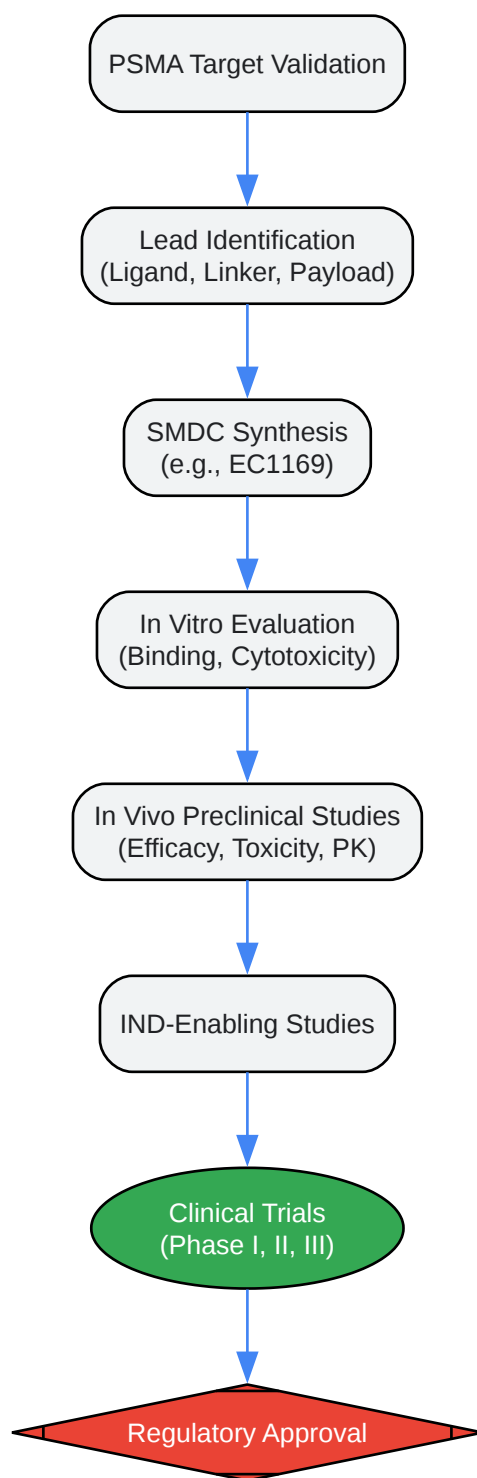 PSMA Target Validation
Lead Identification
(Ligand, Linker, Payload)
SMDC Synthesis
(e.g., EC1169)
In Vitro Evaluation
(Binding, Cytotoxicity)
In Vivo Preclinical Studies
(Efficacy, Toxicity, PK)
IND-Enabling Studies
Clinical Trials
(Phase I, II, III)
Regulatory Approval